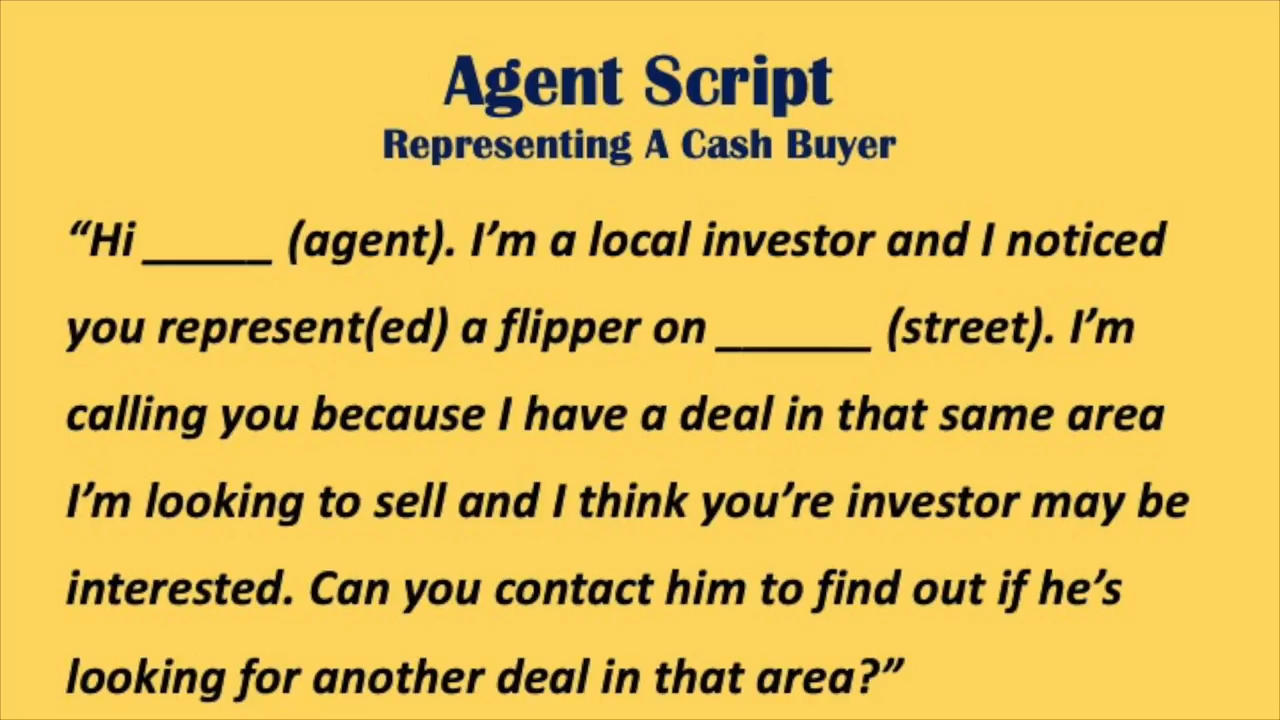 Agent Script
Representing A Cash Buyer
“Hi _____ (agent). I’m a local investor and I noticed
you represent(ed) a flipper on ______ (street). I’m
calling you because I have a deal in that same area
I’m looking to sell and I think you’re investor may be
interested. Can you contact him to find out if he’s
looking for another deal in that area?”